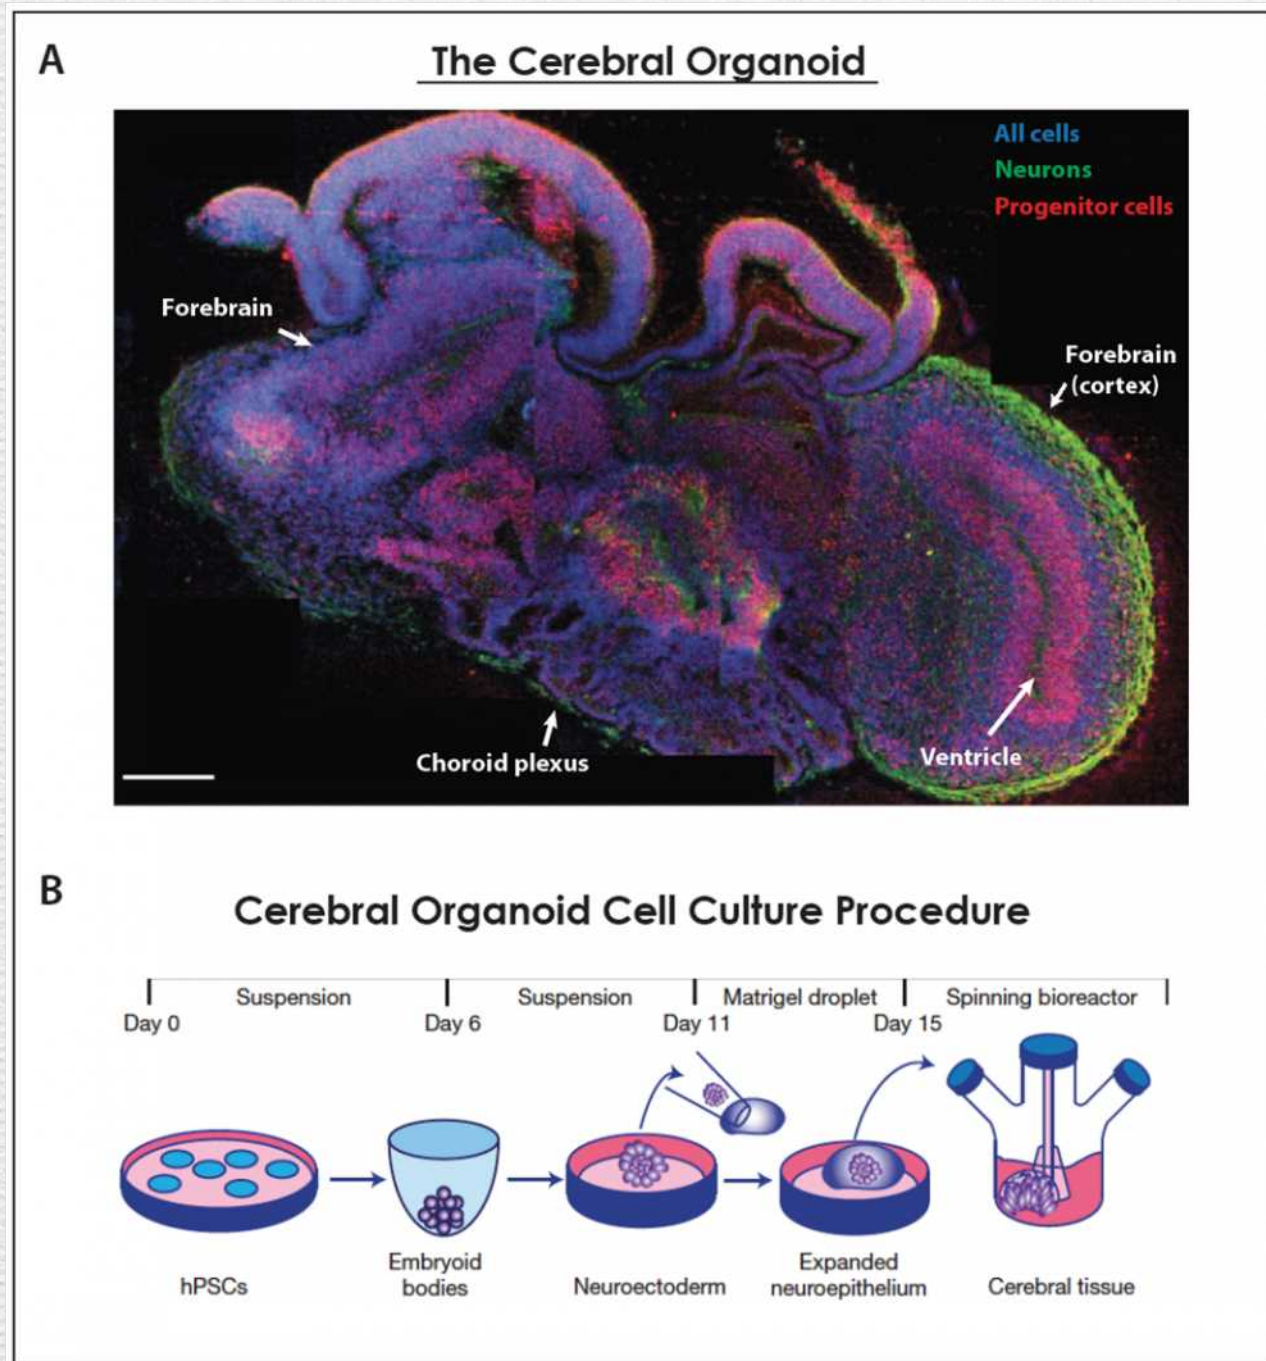 A
The Cerebral Organoid
All cells
Neurons
Progenitor cells
Forebrain
Forebrain
(cortex)
Ventricle
Choroid plexus
B
Cerebral Organoid Cell Culture Procedure
Suspension Suspension Matrigel droplet Spinning bioreactor
Day 0 Day 6 Day 11 Day 15
hPSCs
Embryoid
bodies
Neuroectoderm
Expanded
neuroepithelium
Cerebral tissue